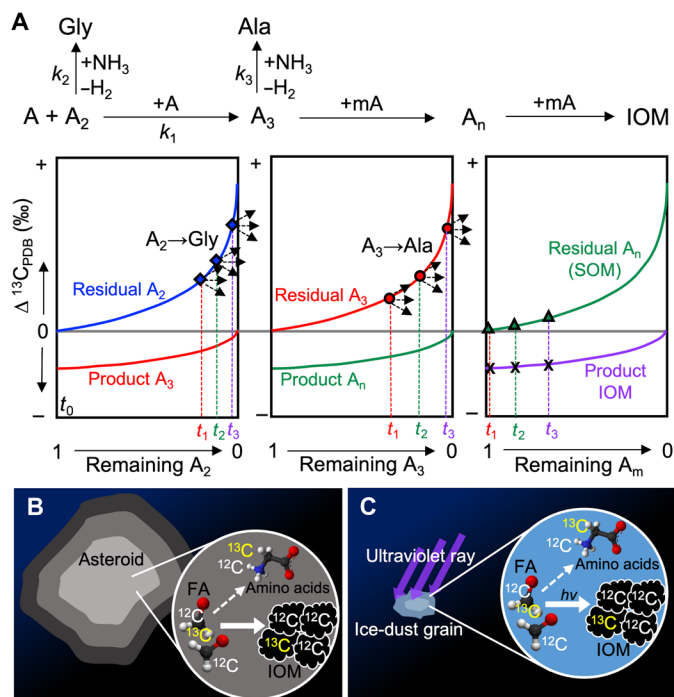 A
Gly
Ala
k₂ +NH₃
−H₂
k₃ +NH₃
−H₂
A + A₂ +A k₁ A₃ +mA Aₙ +mA IOM
+ + +
Δ ¹³C_PDB (‰)
0
−
−
A₂→Gly
Residual A₂
Product A₃
t₀
t₁ t₂ t₃
1 0
Remaining A₂
A₃→Ala
Residual A₃
Product Aₙ
t₁ t₂ t₃
1 0
Remaining A₃
Residual Aₙ
(SOM)
Product
IOM
t₁ t₂ t₃
1 0
Remaining Aₘ
B
Asteroid
¹³C
¹²C
Amino acids
FA
¹²C
¹³C
¹²C
¹²C ¹²C
¹³C ¹²C
IOM
C
Ultraviolet ray
Ice-dust grain
¹³C
¹²C
Amino acids
FA
¹²C
¹³C
¹²C
hν
¹²C ¹²C
¹³C ¹²C
IOM